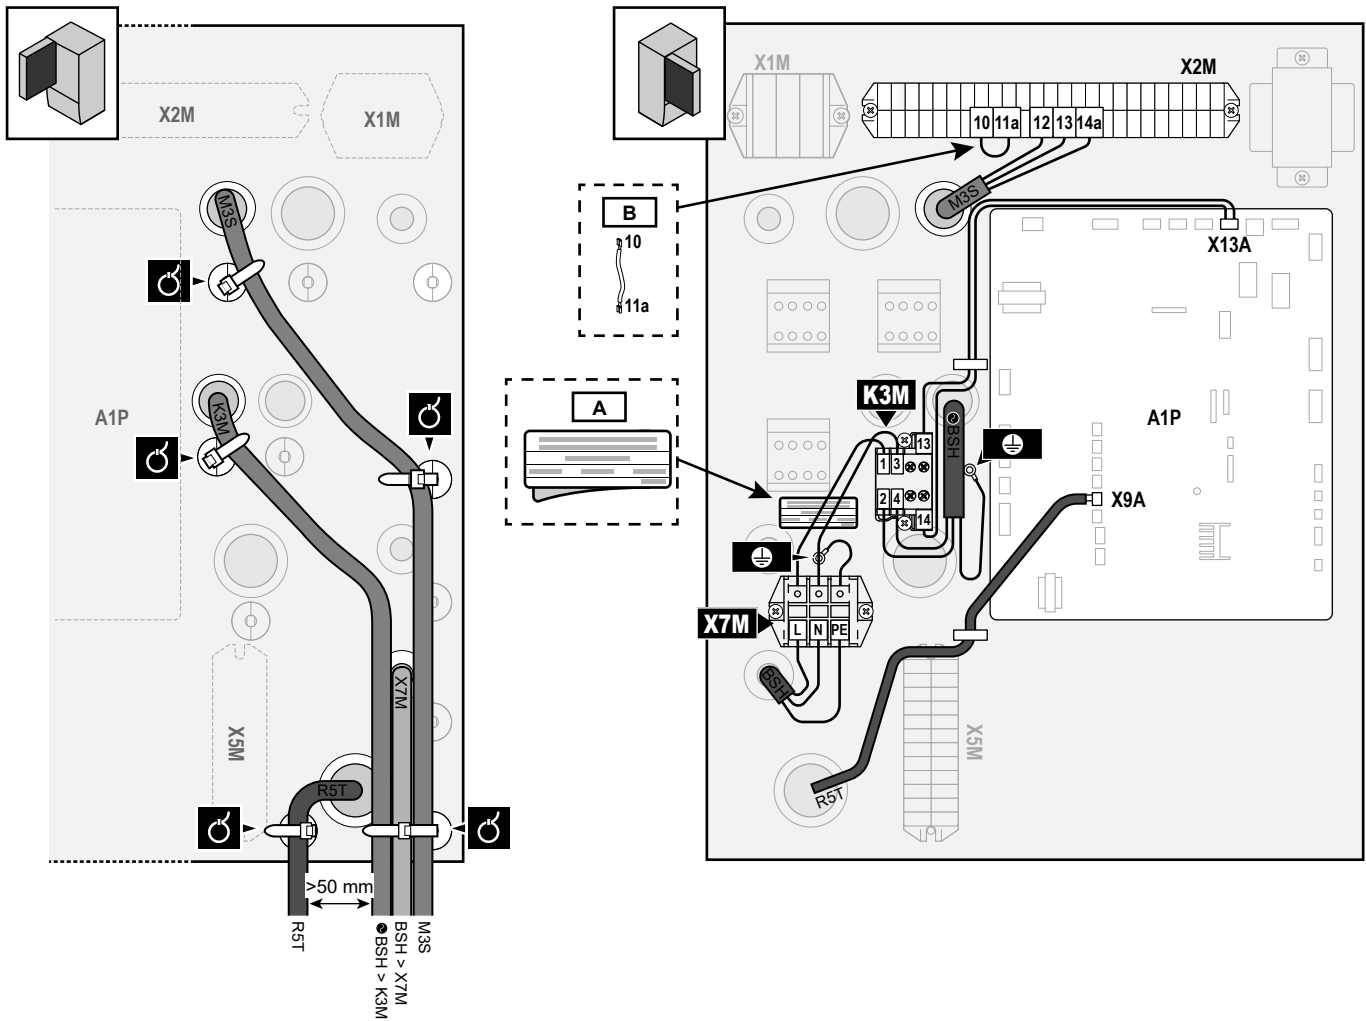 X2M
X1M
M3S
A1P
K3M
X7M
X5M
R5T
>50 mm
R5T
BSH > K3M
BSH > X7M
M3S
X1M
X2M
10 11a 12 13 14a
B
10
11a
M3S
X13A
A
K3M
13
1 3
2 4
14
BSH
A1P
X9A
X7M
L N PE
BSH
X5M
R5T